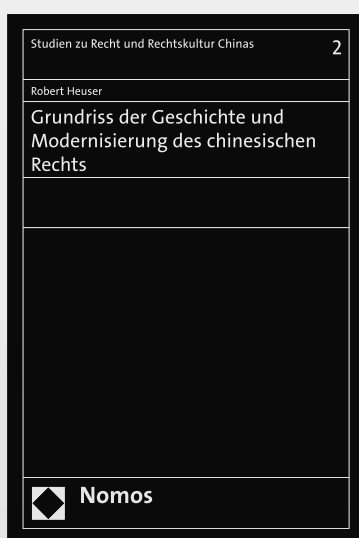 Studien zu Recht und Rechtskultur Chinas 2
Robert Heuser
Grundriss der Geschichte und
Modernisierung des chinesischen
Rechts
Nomos